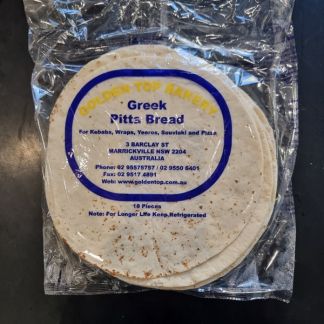 GOLDEN TOP BAKERY
Greek
Pitta Bread
For Kebabs, Wraps, Yeeros, Souvlaki and Pizza
3 BARCLAY ST
MARRICKVILLE NSW 2204
AUSTRALIA
Phone: 02 95575757 / 02 9550 6401
Fax: 02 9517 4891
Web: www.goldentop.com.au
10 Pieces
Note: For Longer Life Keep Refrigerated